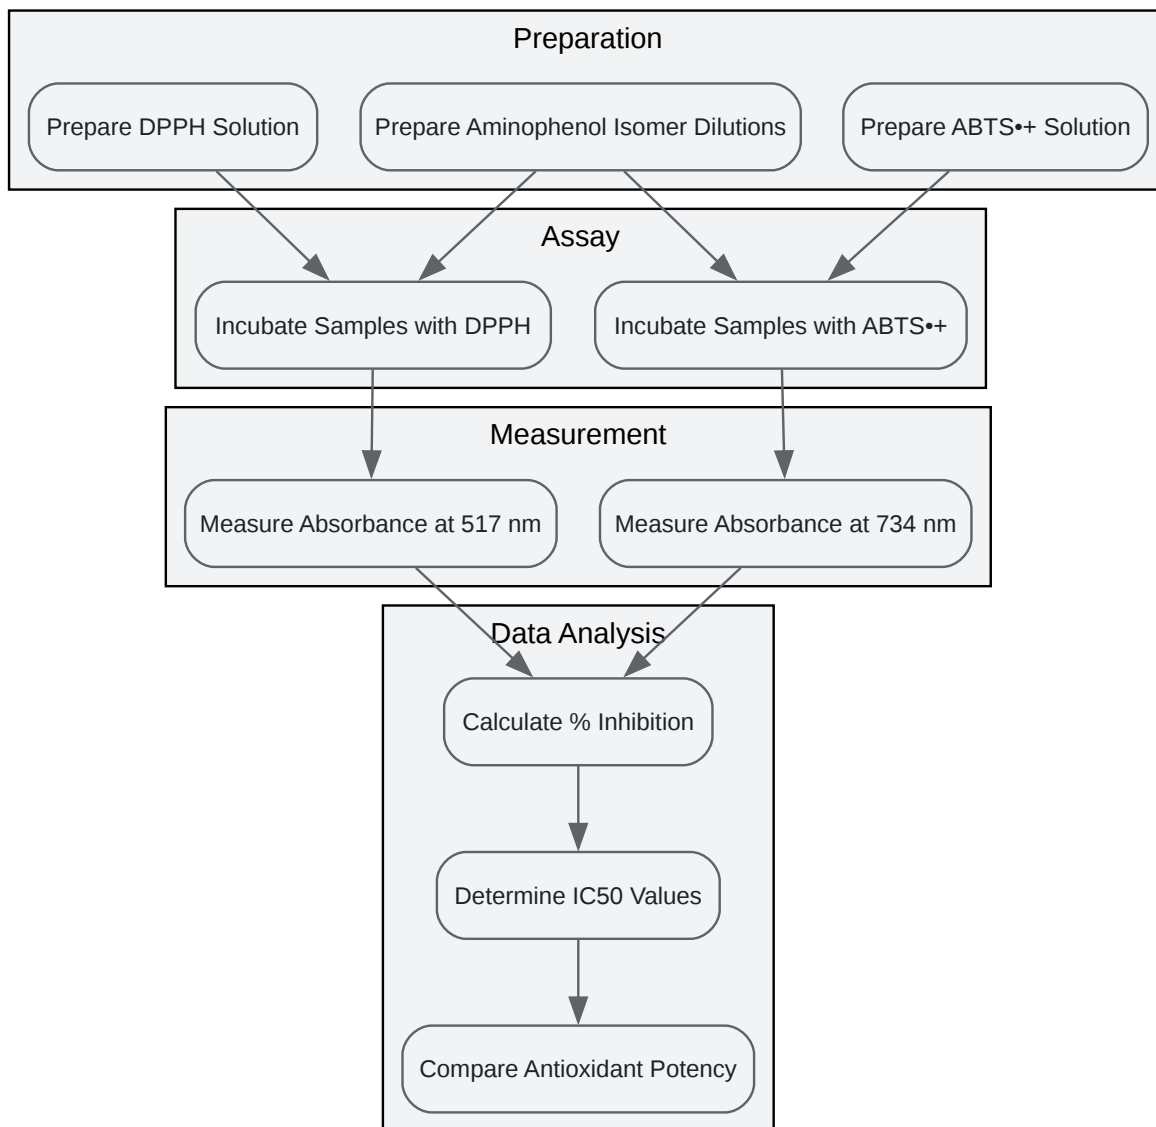 Preparation
Prepare DPPH Solution
Prepare Aminophenol Isomer Dilutions
Prepare ABTS•+ Solution
Assay
Incubate Samples with DPPH
Incubate Samples with ABTS•+
Measurement
Measure Absorbance at 517 nm
Measure Absorbance at 734 nm
Data Analysis
Calculate % Inhibition
Determine IC50 Values
Compare Antioxidant Potency